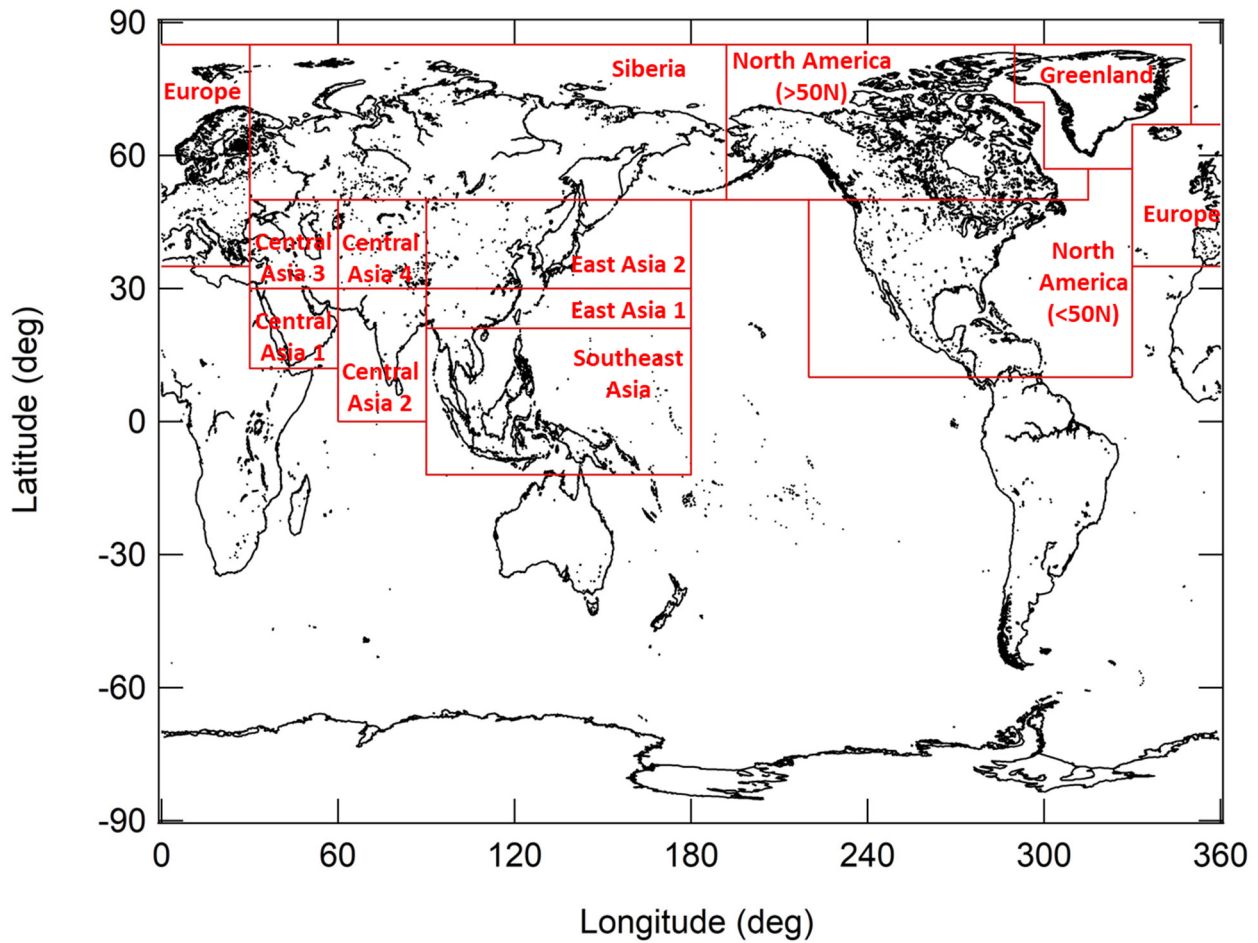 90
60
30
0
-30
-60
-90
Latitude (deg)
0
60
120
180
240
300
360
Longitude (deg)
Europe
Siberia
North America
(>50N)
Greenland
Europe
Central
Asia 3
Central
Asia 4
East Asia 2
North
America
(<50N)
Central
Asia 1
East Asia 1
Central
Asia 2
Southeast
Asia